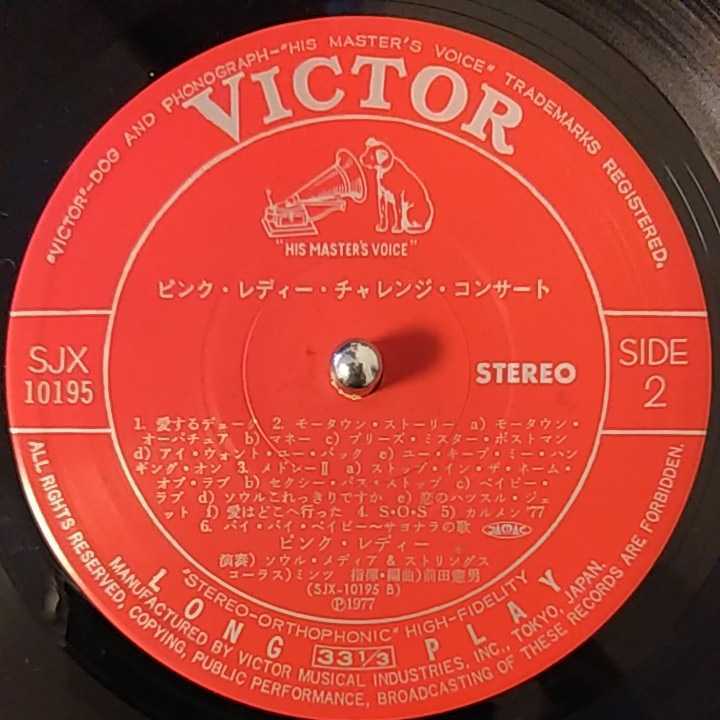 "VICTOR"-DOG AND PHONOGRAPH-"HIS MASTER'S VOICE" TRADEMARKS REGISTERED.
VICTOR
"HIS MASTER'S VOICE"
ピンク・レディー・チャレンジ・コンサート
SJX
10195
STEREO
SIDE
2
1. 愛するデューク 2. モータウン・ストーリー a) モータウン・
オーバチュア b) マネー c) プリーズ・ミスター・ポストマン
d) アイ・ウォント・ユー・バック e) ユー・キープ・ミー・ハン
ギング・オン 3. メドレーII a) ストップ・イン・ザ・ネーム・
オブ・ラブ b) セクシー・バス・ストップ c) ベイビー・
ラブ d) ソウルこれっきりですか e) 恋のハッスル・ジェ
ット f) 愛はどこへ行った 4. S・O・S 5) カルメン'77
6. バイ・バイ・ベイビー〜サヨナラの歌
ピンク・レディー
演奏) ソウル・メディア & ストリングス
コーラス) ミンツ 指揮・編曲) 前田憲男
(SJX-10195 B)
Ⓟ1977
"STEREO-ORTHOPHONIC" HIGH-FIDELITY
LONG 33 1/3 PLAY
MANUFACTURED BY VICTOR MUSICAL INDUSTRIES, INC., TOKYO, JAPAN.
ALL RIGHTS RESERVED, COPYING, PUBLIC PERFORMANCE, BROADCASTING OF THESE RECORDS ARE FORBIDDEN.